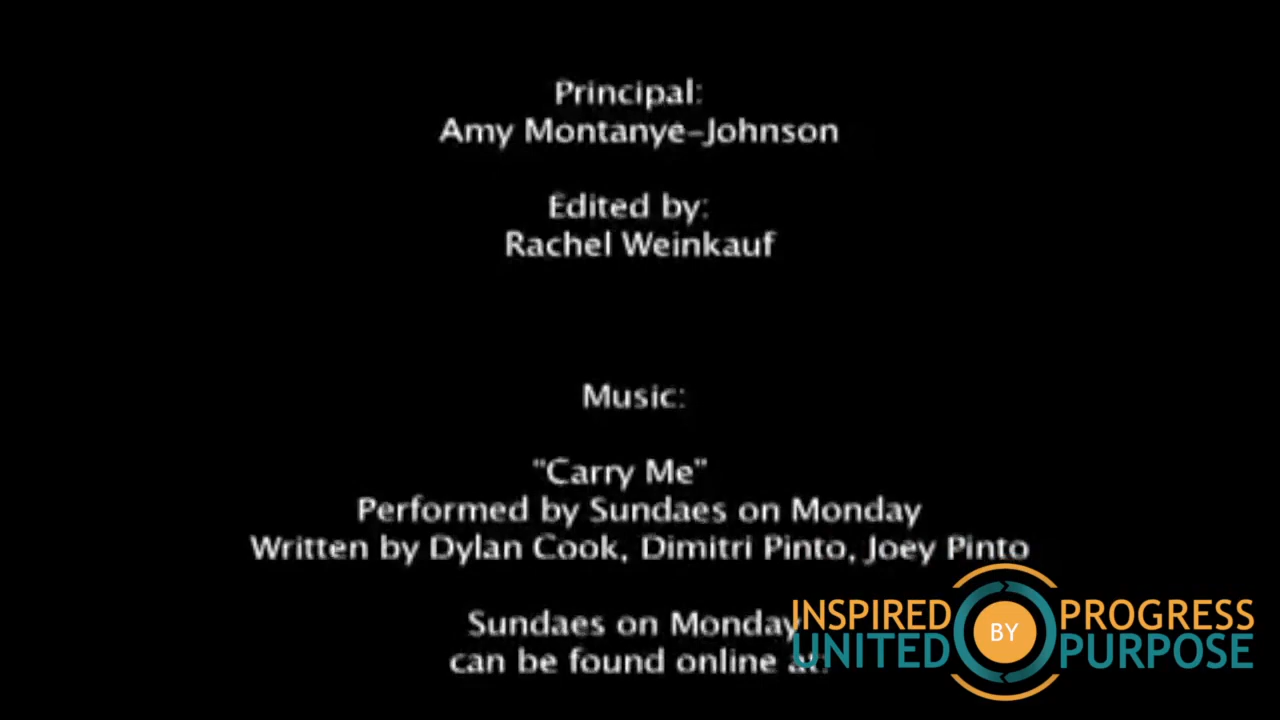 Principal:
Amy Montanye-Johnson
Edited by:
Rachel Weinkauf
Music:
"Carry Me"
Performed by Sundaes on Monday
Written by Dylan Cook, Dimitri Pinto, Joey Pinto
Sundaes on Monday
can be found online at:
INSPIRED BY PROGRESS
UNITED PURPOSE